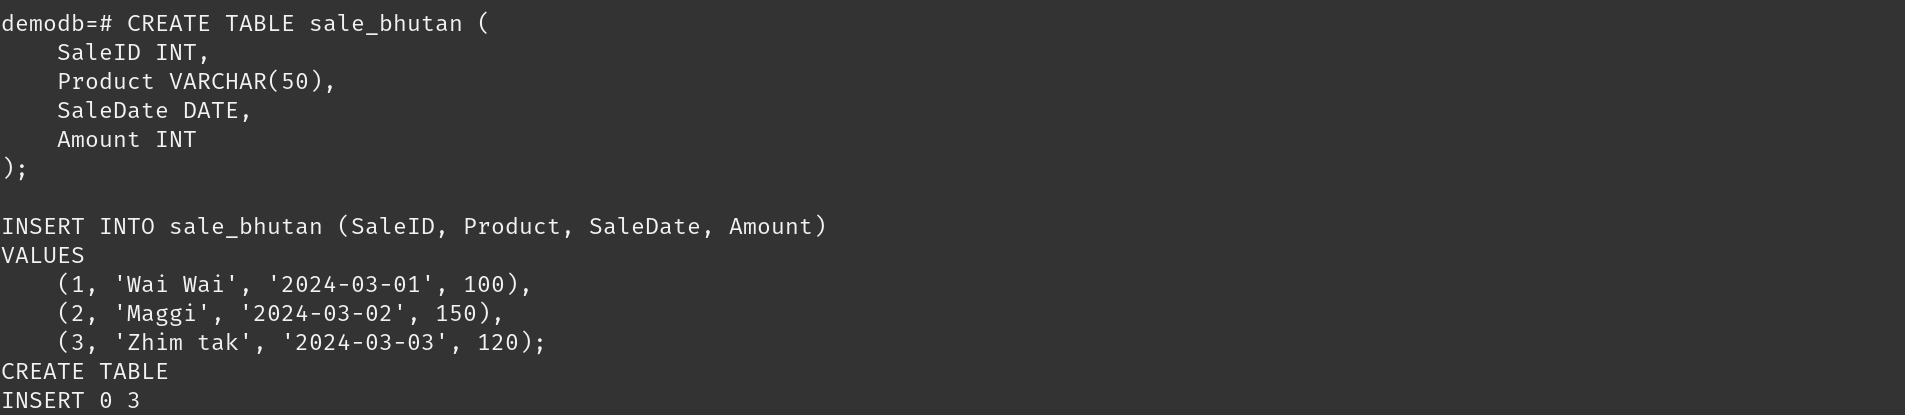 demodb=# CREATE TABLE sale_bhutan (
    SaleID INT,
    Product VARCHAR(50),
    SaleDate DATE,
    Amount INT
);

INSERT INTO sale_bhutan (SaleID, Product, SaleDate, Amount)
VALUES
    (1, 'Wai Wai', '2024-03-01', 100),
    (2, 'Maggi', '2024-03-02', 150),
    (3, 'Zhim tak', '2024-03-03', 120);
CREATE TABLE
INSERT 0 3